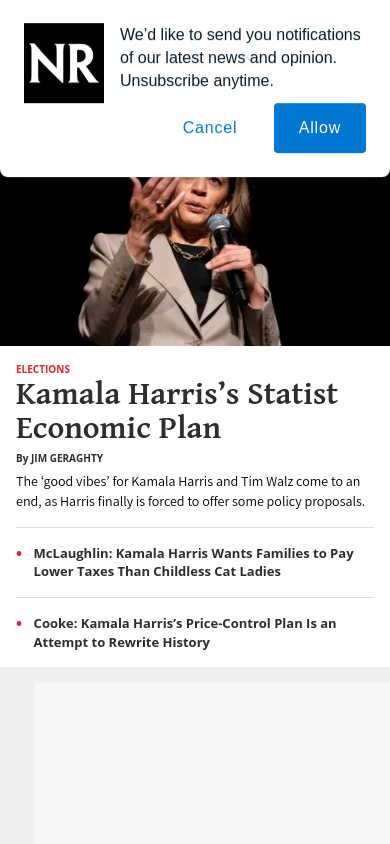 NR
We’d like to send you notifications
of our latest news and opinion.
Unsubscribe anytime.
Cancel
Allow
ELECTIONS
Kamala Harris’s Statist
Economic Plan
By JIM GERAGHTY
The ‘good vibes’ for Kamala Harris and Tim Walz come to an
end, as Harris finally is forced to offer some policy proposals.
• McLaughlin: Kamala Harris Wants Families to Pay
Lower Taxes Than Childless Cat Ladies
• Cooke: Kamala Harris’s Price-Control Plan Is an
Attempt to Rewrite History